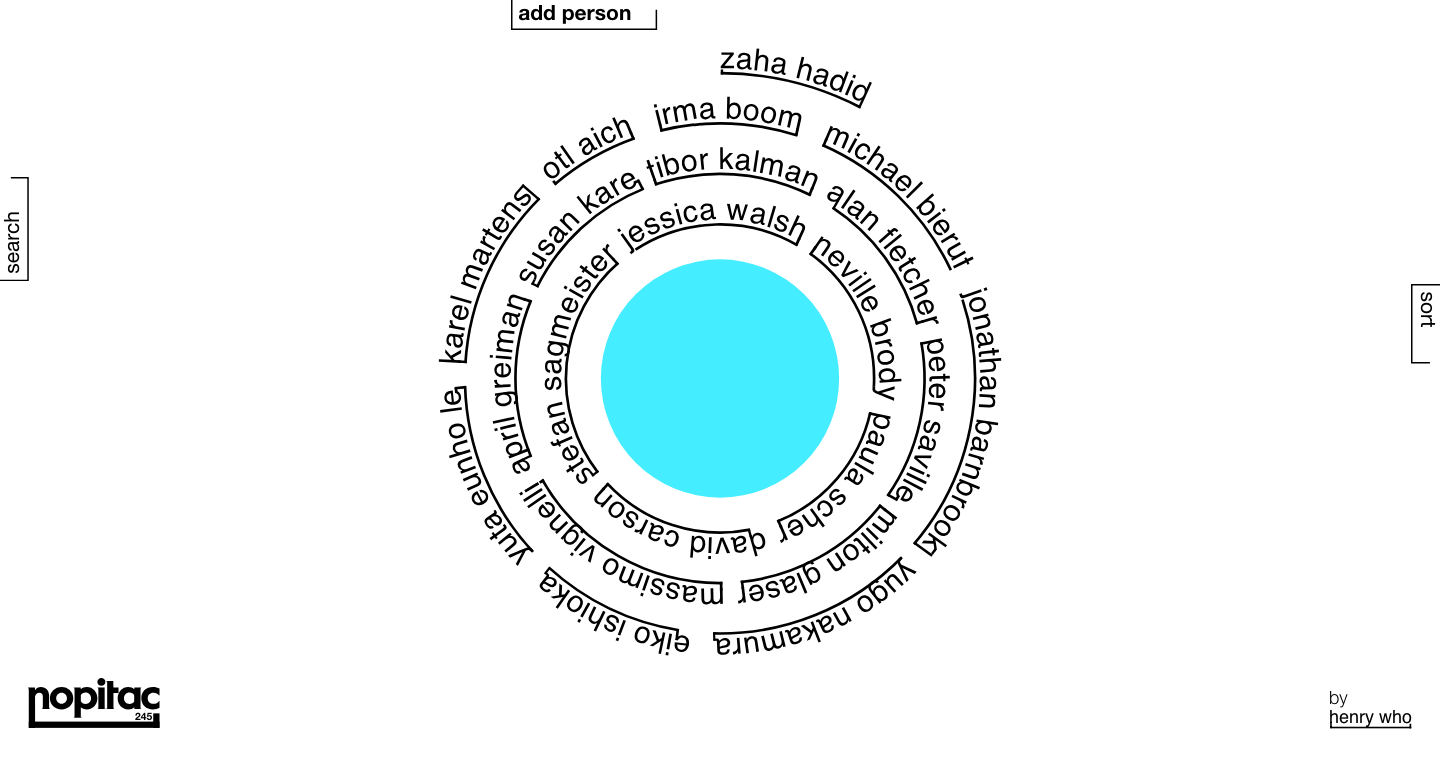 add person
zaha hadid
irma boom
michael bierut
jonathan barnbrook
yugo nakamura
eiko ishioka
yuta eunho le
karel martens
otl aich
tibor kalman
alan fletcher
peter saville
milton glaser
massimo vignelli
april greiman
susan kare
jessica walsh
neville brody
paula scher
david carson
stefan sagmeister
search
sort
nopitac
245
by
henry who